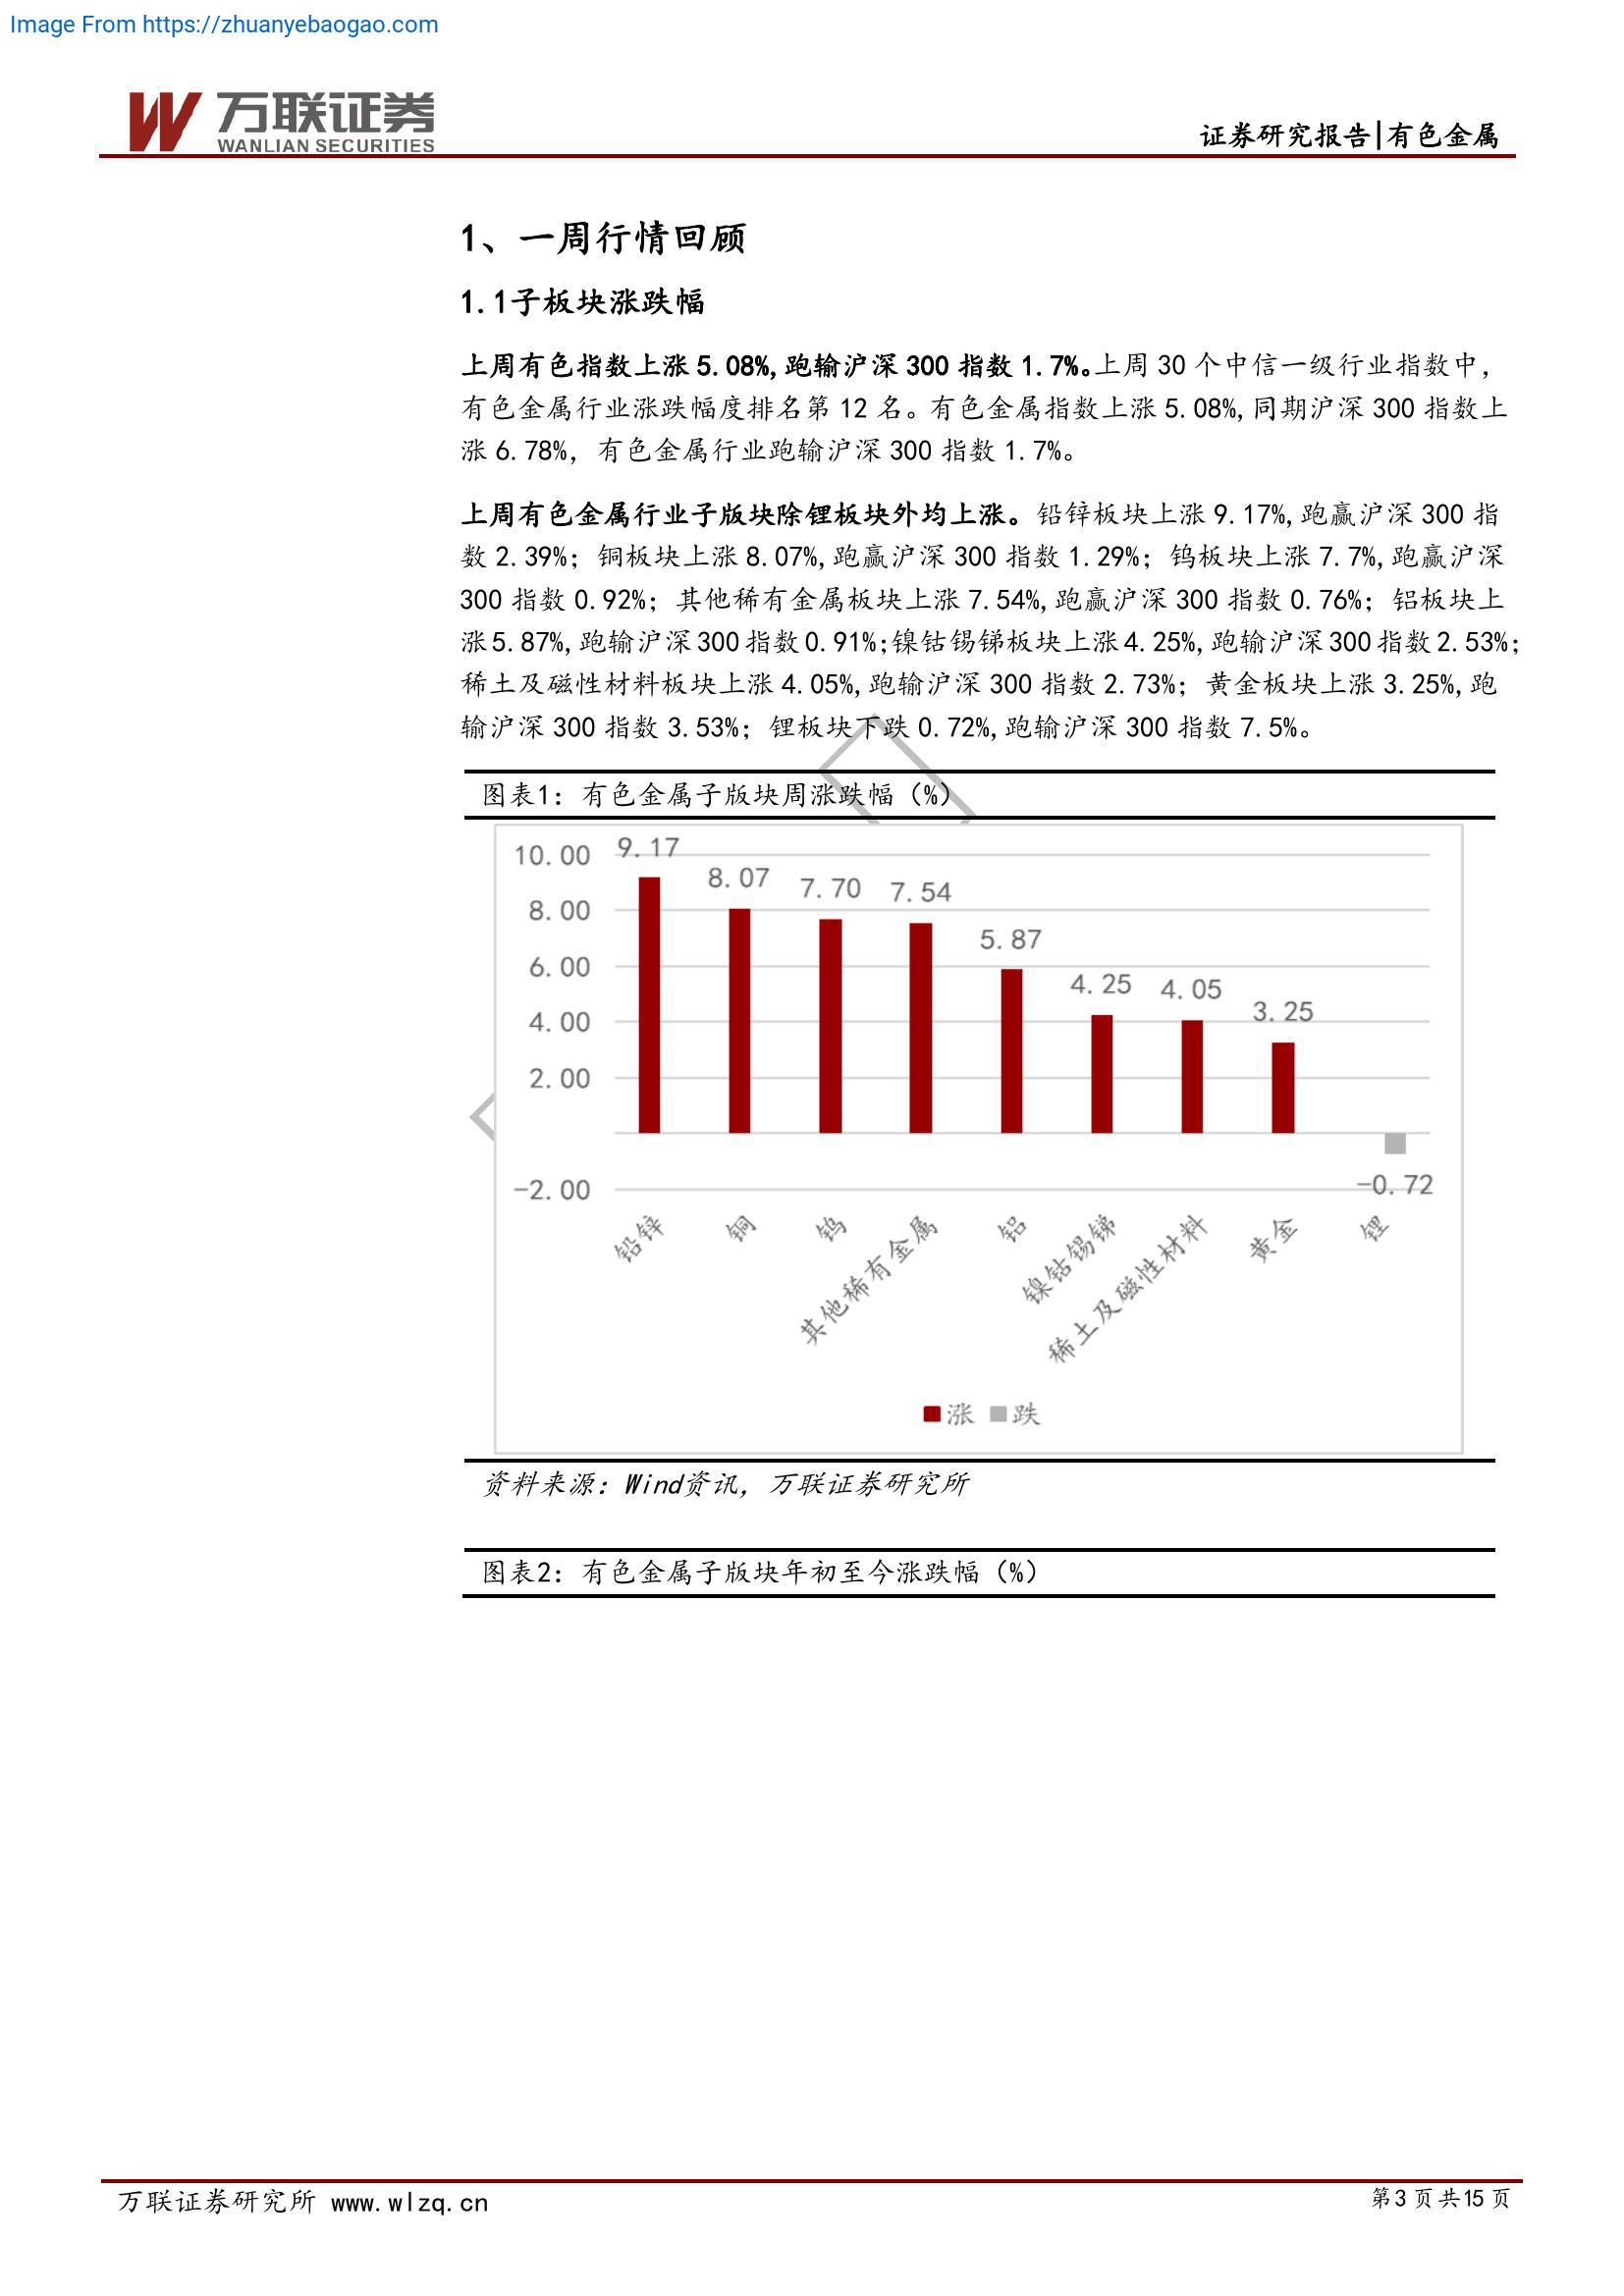 Image From https://zhuanyebaogao.com
万联证券
WANLIAN SECURITIES
证券研究报告|有色金属
1、一周行情回顾
1.1子板块涨跌幅
上周有色指数上涨 5.08%,跑输沪深 300 指数 1.7%。上周 30 个中信一级行业指数中，
有色金属行业涨跌幅度排名第 12 名。有色金属指数上涨 5.08%,同期沪深 300 指数上
涨 6.78%，有色金属行业跑输沪深 300 指数 1.7%。
上周有色金属行业子版块除锂板块外均上涨。铅锌板块上涨 9.17%,跑赢沪深 300 指
数 2.39%；铜板块上涨 8.07%,跑赢沪深 300 指数 1.29%；钨板块上涨 7.7%,跑赢沪深
300 指数 0.92%；其他稀有金属板块上涨 7.54%,跑赢沪深 300 指数 0.76%；铝板块上
涨 5.87%,跑输沪深 300 指数 0.91%;镍钴锡锑板块上涨 4.25%,跑输沪深 300 指数 2.53%；
稀土及磁性材料板块上涨 4.05%,跑输沪深 300 指数 2.73%；黄金板块上涨 3.25%,跑
输沪深 300 指数 3.53%；锂板块下跌 0.72%,跑输沪深 300 指数 7.5%。
图表1：有色金属子版块周涨跌幅（%）
10.00
8.00
6.00
4.00
2.00
-2.00
9.17
8.07
7.70
7.54
5.87
4.25
4.05
3.25
-0.72
铅锌
铜
钨
其他稀有金属
铝
镍钴锡锑
稀土及磁性材料
黄金
锂
涨 跌
资料来源：Wind资讯，万联证券研究所
图表2：有色金属子版块年初至今涨跌幅（%）
万联证券研究所 www.wlzq.cn
第 3 页 共 15 页